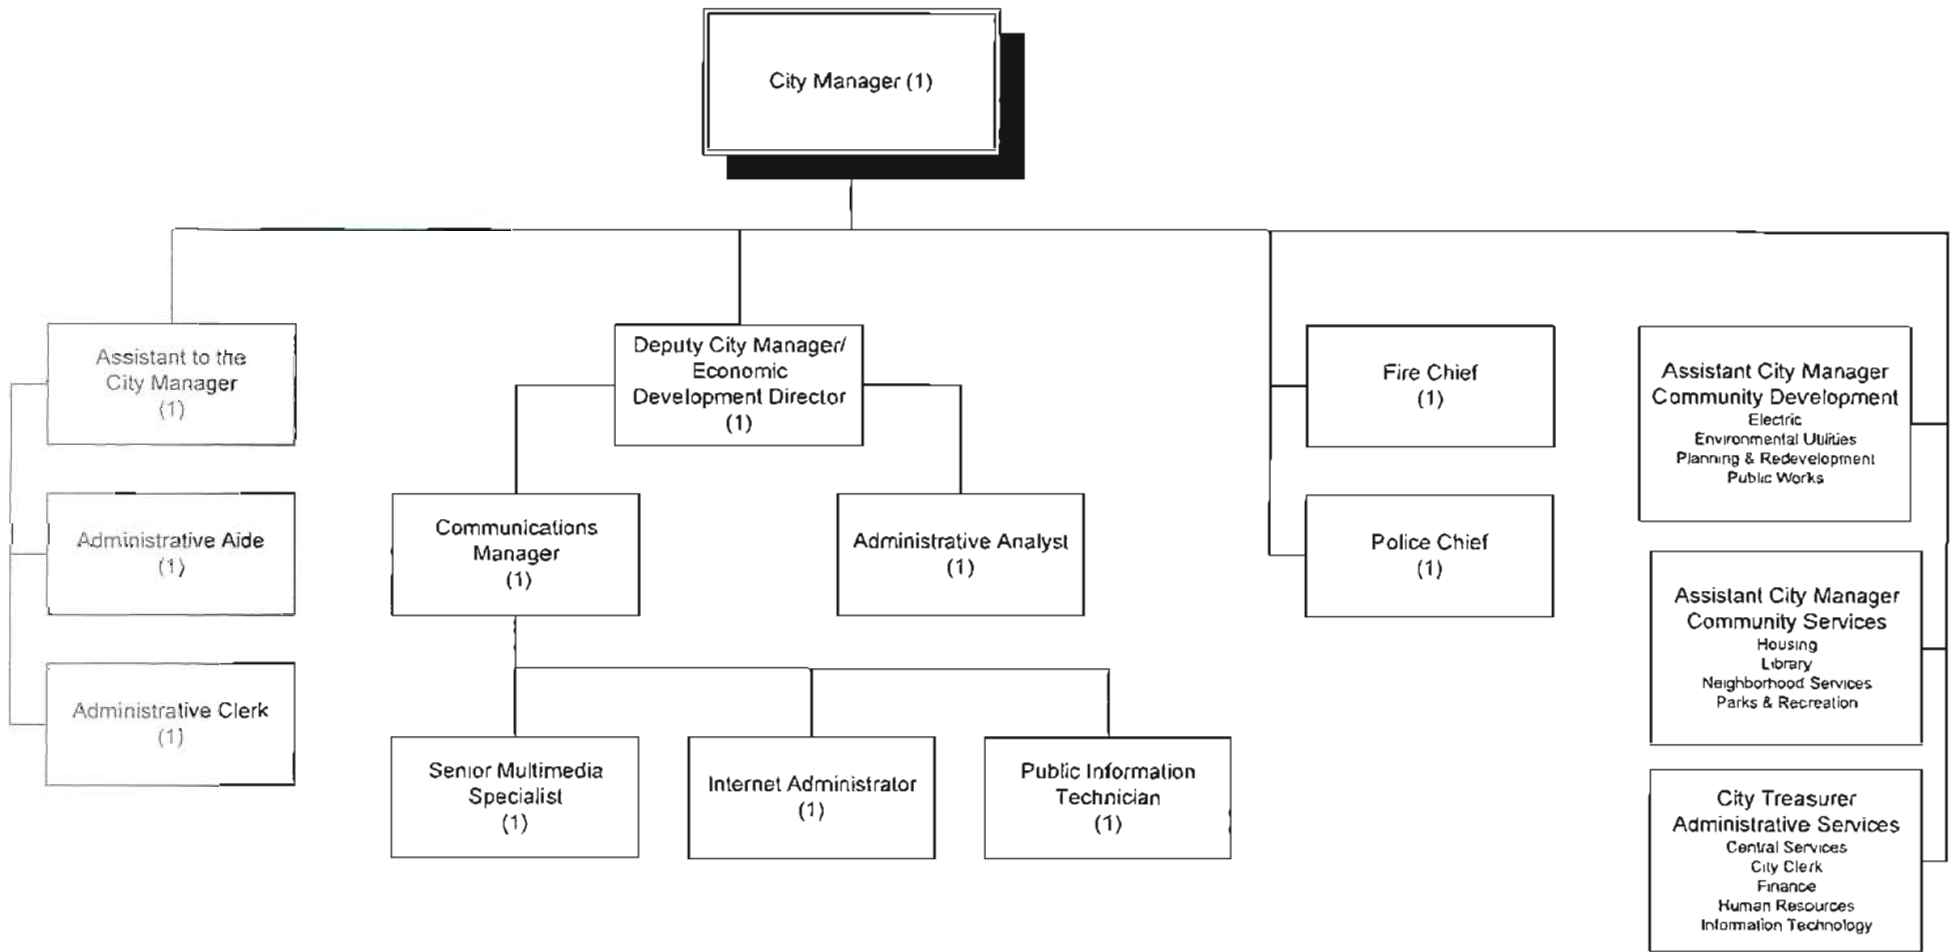 City Manager (1)
Assistant to the
City Manager
(1)
Administrative Aide
(1)
Administrative Clerk
(1)
Deputy City Manager/
Economic
Development Director
(1)
Communications
Manager
(1)
Administrative Analyst
(1)
Senior Multimedia
Specialist
(1)
Internet Administrator
(1)
Public Information
Technician
(1)
Fire Chief
(1)
Police Chief
(1)
Assistant City Manager
Community Development
Electric
Environmental Utilities
Planning & Redevelopment
Public Works
Assistant City Manager
Community Services
Housing
Library
Neighborhood Services
Parks & Recreation
City Treasurer
Administrative Services
Central Services
City Clerk
Finance
Human Resources
Information Technology